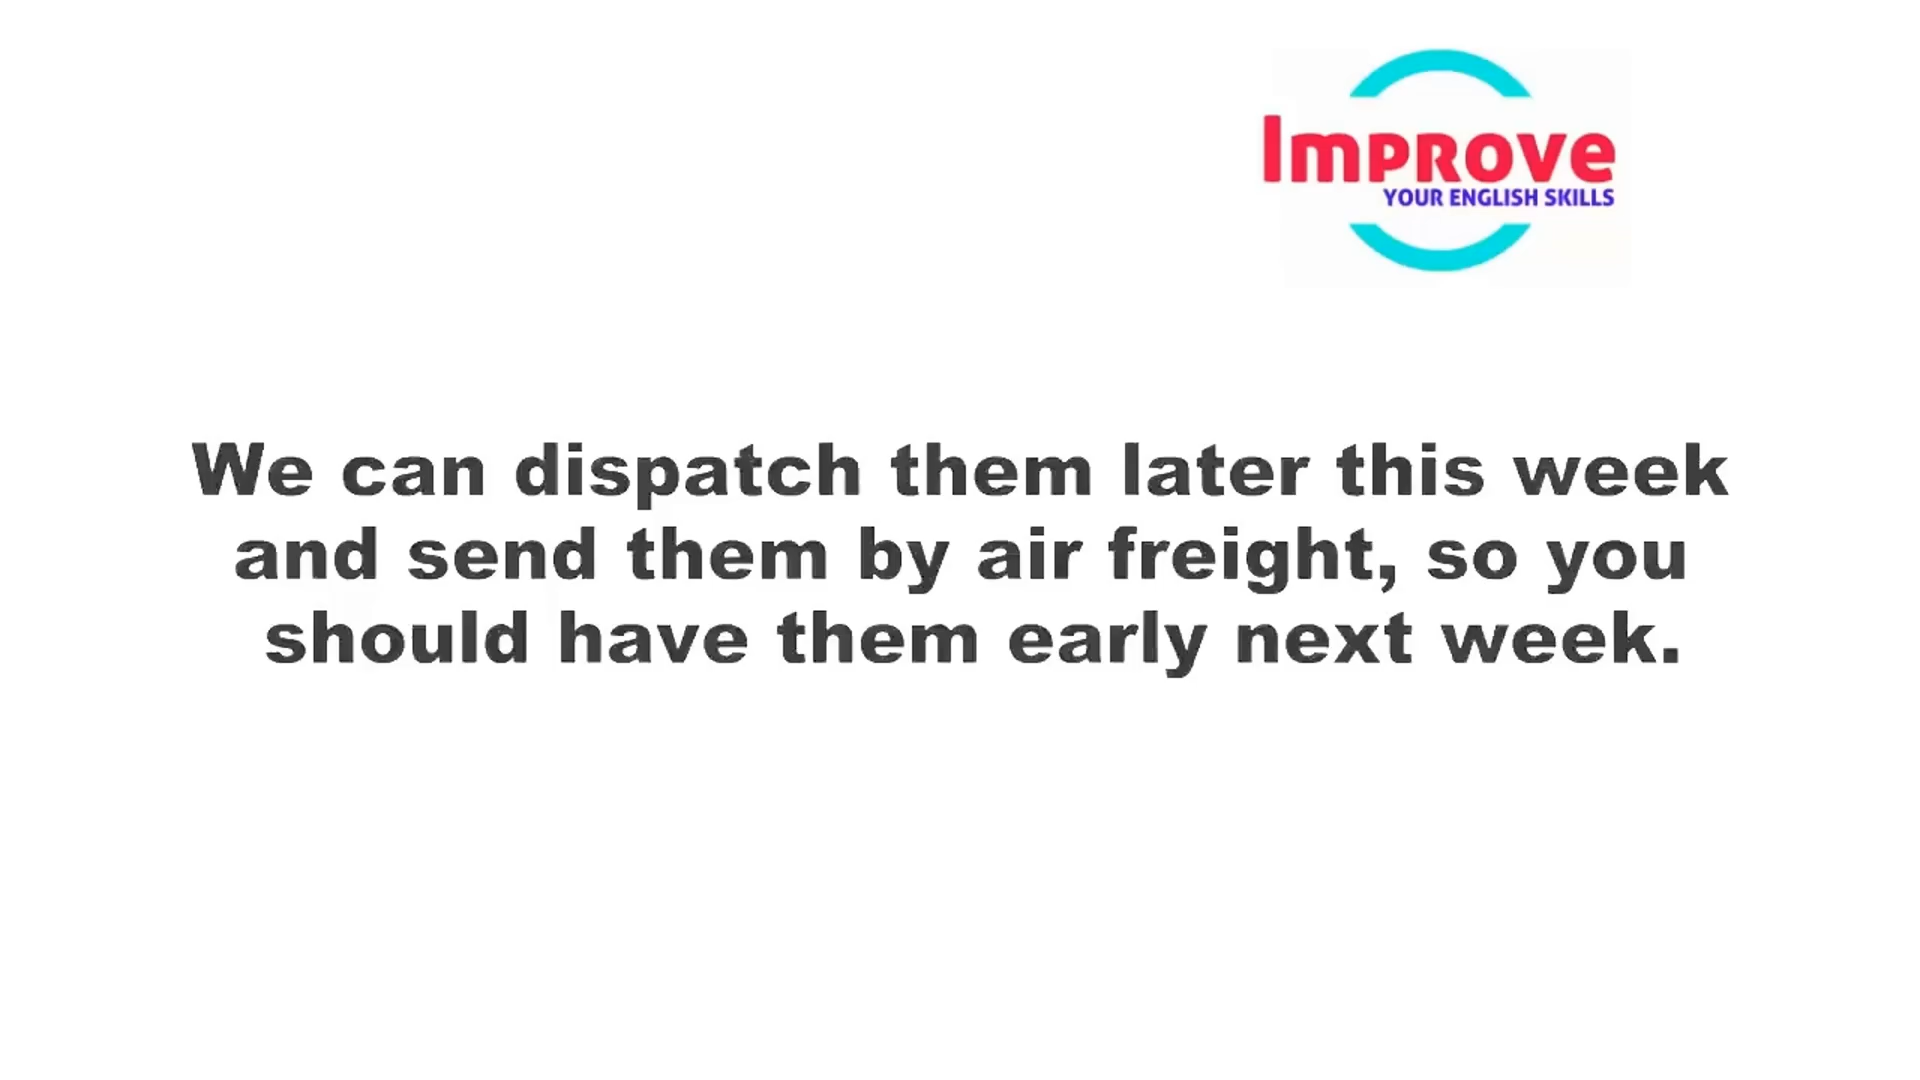 Improve
YOUR ENGLISH SKILLS
We can dispatch them later this week
and send them by air freight, so you
should have them early next week.